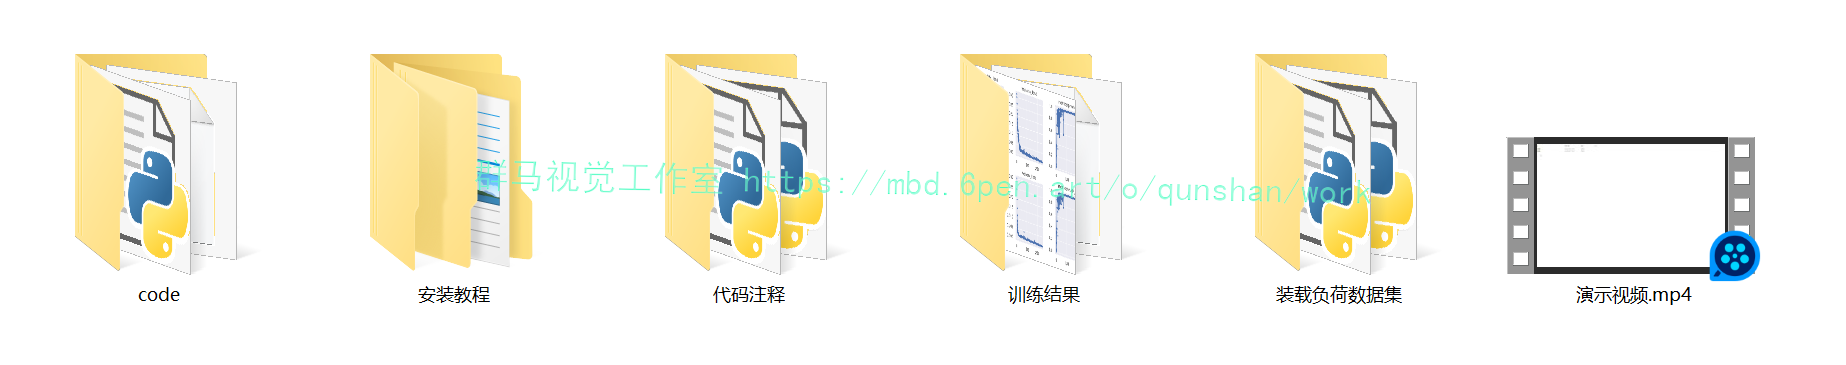 群马视觉工作室 https://mbd.6pen.art/o/qunshan/work
code
安装教程
代码注释
训练结果
装载负荷数据集
演示视频.mp4